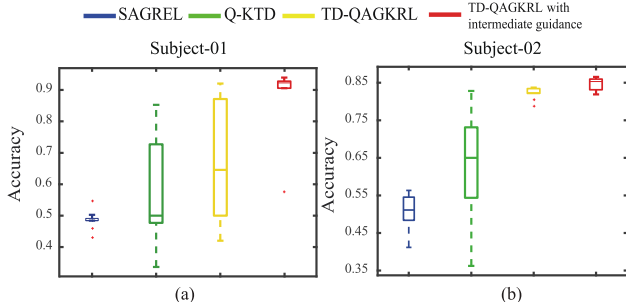 SAGREL Q-KTD TD-QAGKRL TD-QAGKRL with
intermediate guidance
Subject-01 Subject-02
Accuracy
0.9
0.8
0.7
0.6
0.5
0.4
(a)
Accuracy
0.85
0.75
0.65
0.55
0.45
0.35
(b)